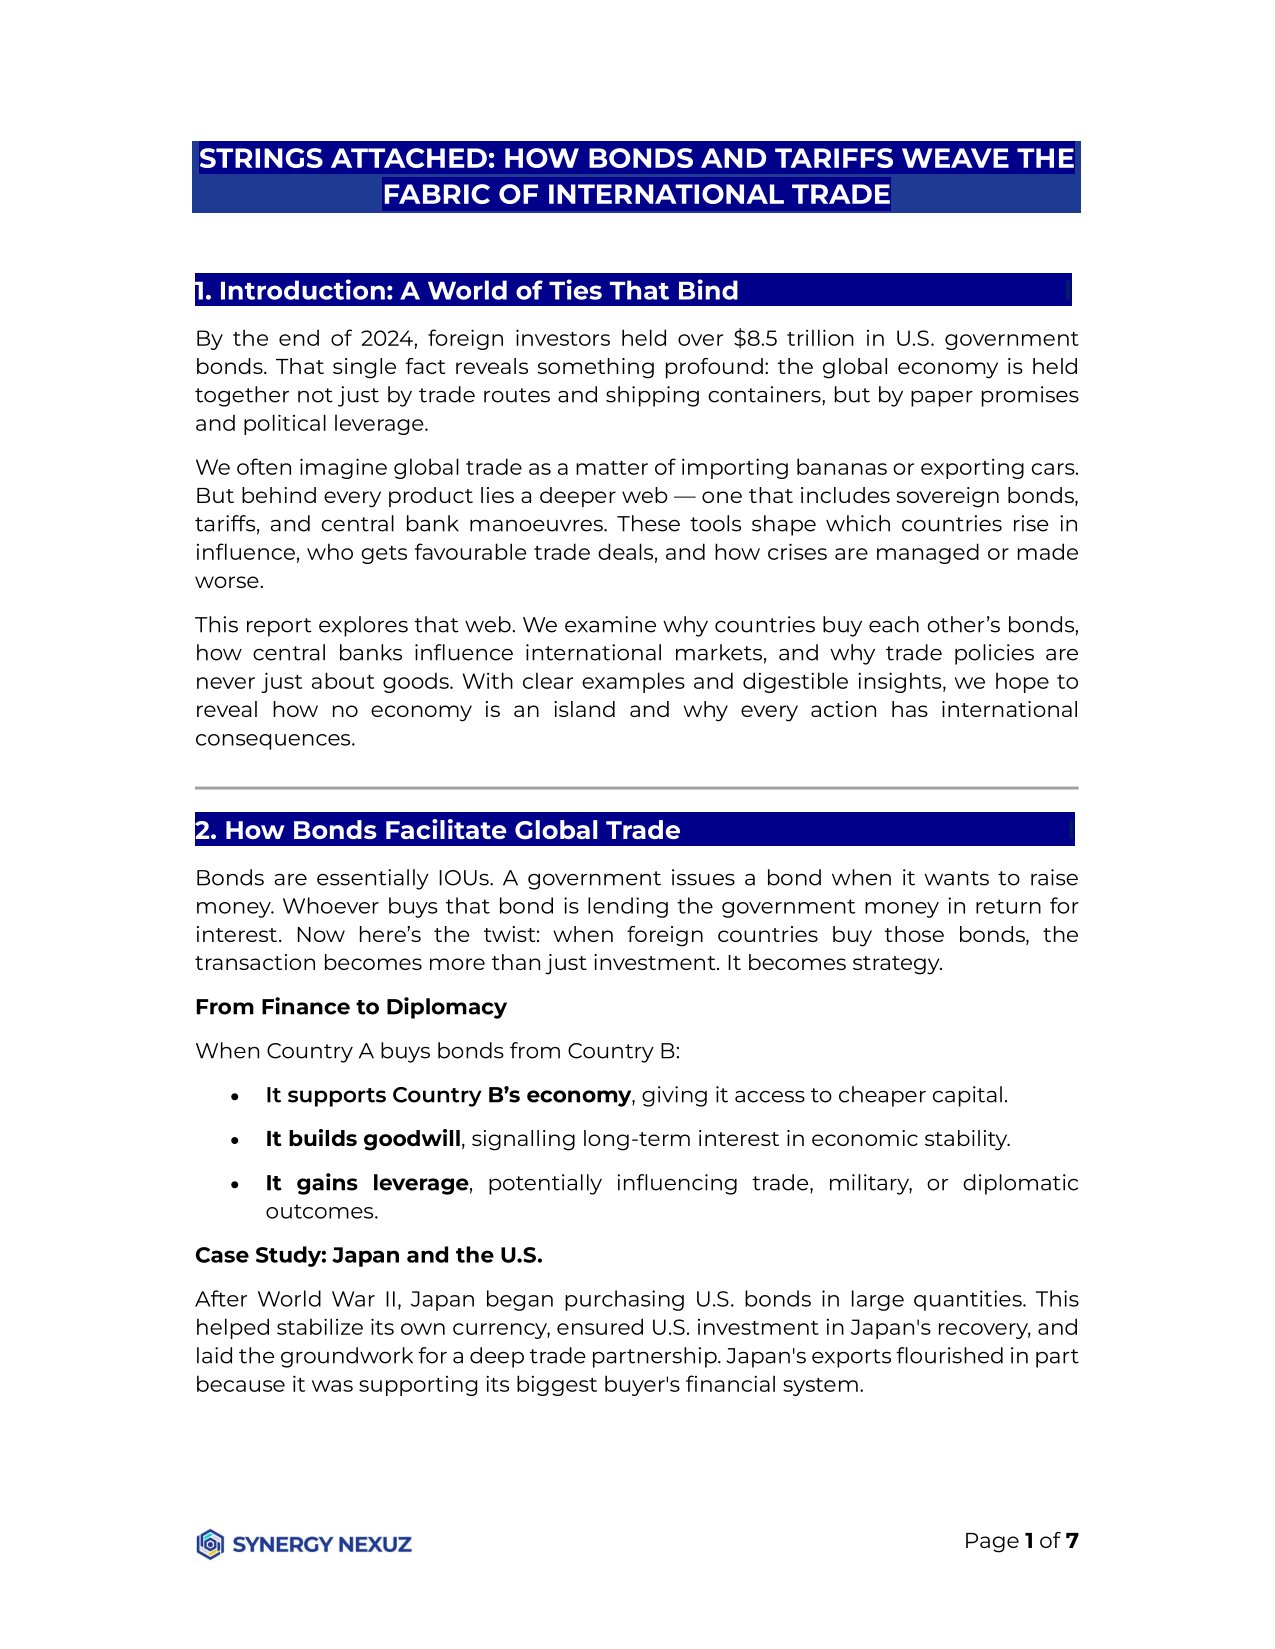 STRINGS ATTACHED: HOW BONDS AND TARIFFS WEAVE THE
FABRIC OF INTERNATIONAL TRADE
1. Introduction: A World of Ties That Bind
By the end of 2024, foreign investors held over $8.5 trillion in U.S. government
bonds. That single fact reveals something profound: the global economy is held
together not just by trade routes and shipping containers, but by paper promises
and political leverage.
We often imagine global trade as a matter of importing bananas or exporting cars.
But behind every product lies a deeper web — one that includes sovereign bonds,
tariffs, and central bank manoeuvres. These tools shape which countries rise in
influence, who gets favourable trade deals, and how crises are managed or made
worse.
This report explores that web. We examine why countries buy each other’s bonds,
how central banks influence international markets, and why trade policies are
never just about goods. With clear examples and digestible insights, we hope to
reveal how no economy is an island and why every action has international
consequences.
2. How Bonds Facilitate Global Trade
Bonds are essentially IOUs. A government issues a bond when it wants to raise
money. Whoever buys that bond is lending the government money in return for
interest. Now here’s the twist: when foreign countries buy those bonds, the
transaction becomes more than just investment. It becomes strategy.
From Finance to Diplomacy
When Country A buys bonds from Country B:
• It supports Country B’s economy, giving it access to cheaper capital.
• It builds goodwill, signalling long-term interest in economic stability.
• It gains leverage, potentially influencing trade, military, or diplomatic
outcomes.
Case Study: Japan and the U.S.
After World War II, Japan began purchasing U.S. bonds in large quantities. This
helped stabilize its own currency, ensured U.S. investment in Japan's recovery, and
laid the groundwork for a deep trade partnership. Japan's exports flourished in part
because it was supporting its biggest buyer's financial system.
SYNERGY NEXUZ
Page 1 of 7